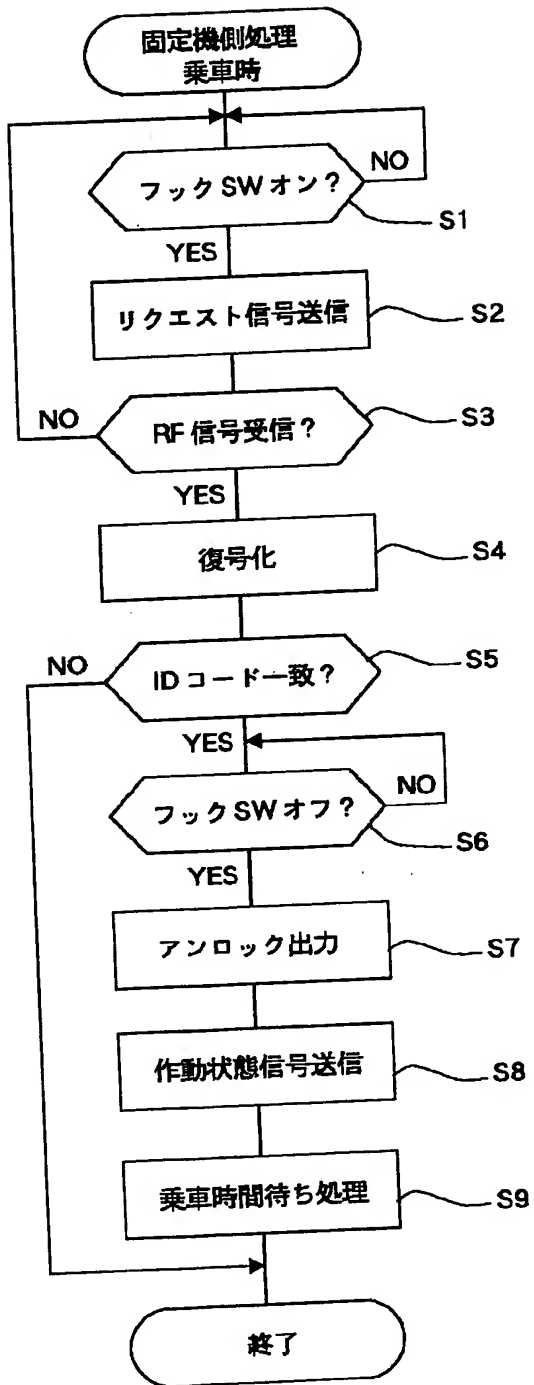 固定機側処理
乗車時
NO
フックSWオン？
S1
YES
リクエスト信号送信
S2
NO
RF信号受信？
S3
YES
復号化
S4
NO
IDコード一致？
S5
YES
NO
フックSWオフ？
S6
YES
アンロック出力
S7
作動状態信号送信
S8
乗車時間待ち処理
S9
終了